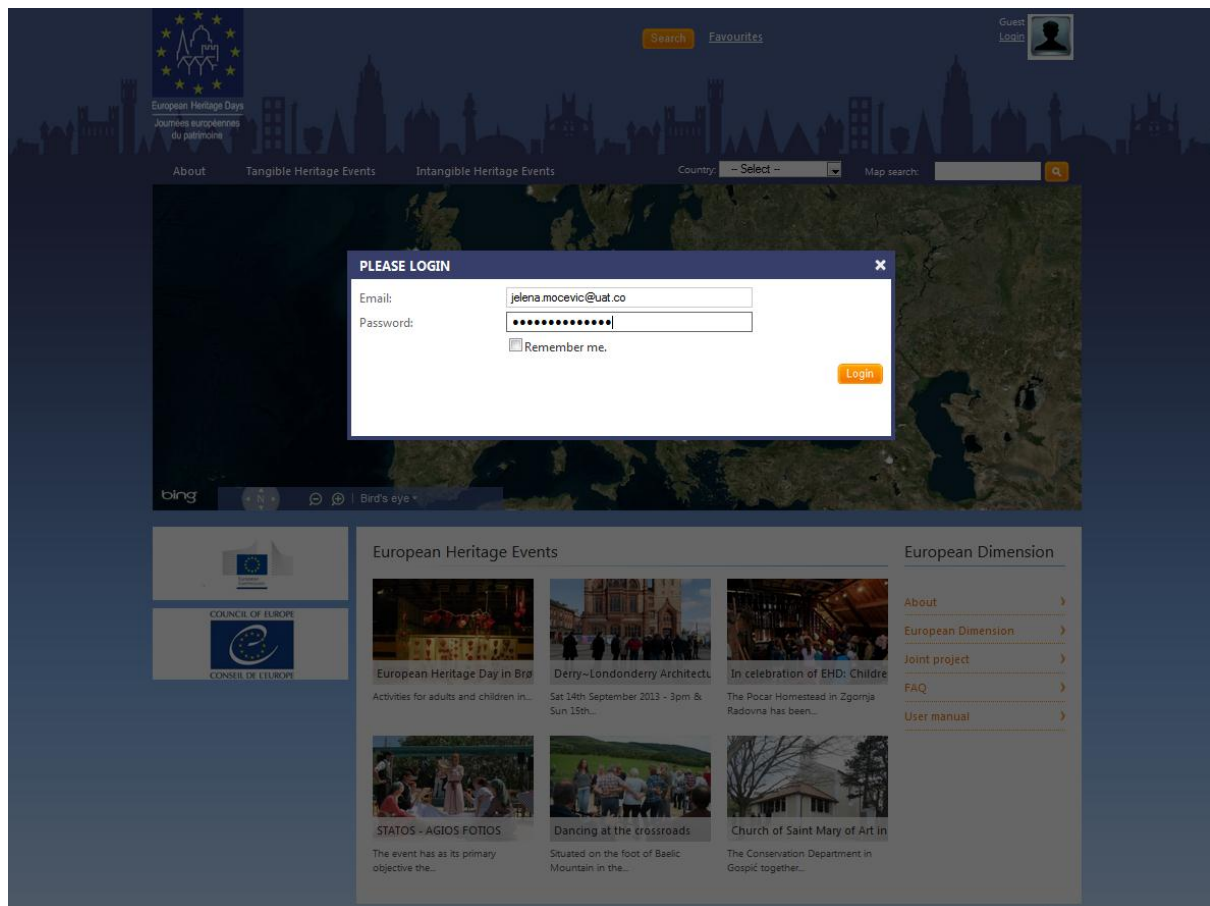 Guest
Search Favourites Login
European Heritage Days
Journées européennes
du patrimoine
About Tangible Heritage Events Intangible Heritage Events Country: -- Select -- Map search:
PLEASE LOGIN
Email: jelena.mocevic@uat.co
Password: ••••••••••••••
Remember me.
Login
bing N Bird's eye
European Heritage Events
European Commission
COUNCIL OF EUROPE
CONSEIL DE L'EUROPE
European Heritage Day in Brø
Activities for adults and children in...
Derry~Londonderry Architectu
Sat 14th September 2013 - 3pm &
Sun 15th...
In celebration of EHD: Childre
The Pocar Homestead in Zgornja
Radovna has been...
STATOS - AGIOS FOTIOS
The event has as its primary
objective the...
Dancing at the crossroads
Situated on the foot of Baelic
Mountain in the...
Church of Saint Mary of Art in
The Conservation Department in
Gospić together...
European Dimension
About
European Dimension
Joint project
FAQ
User manual